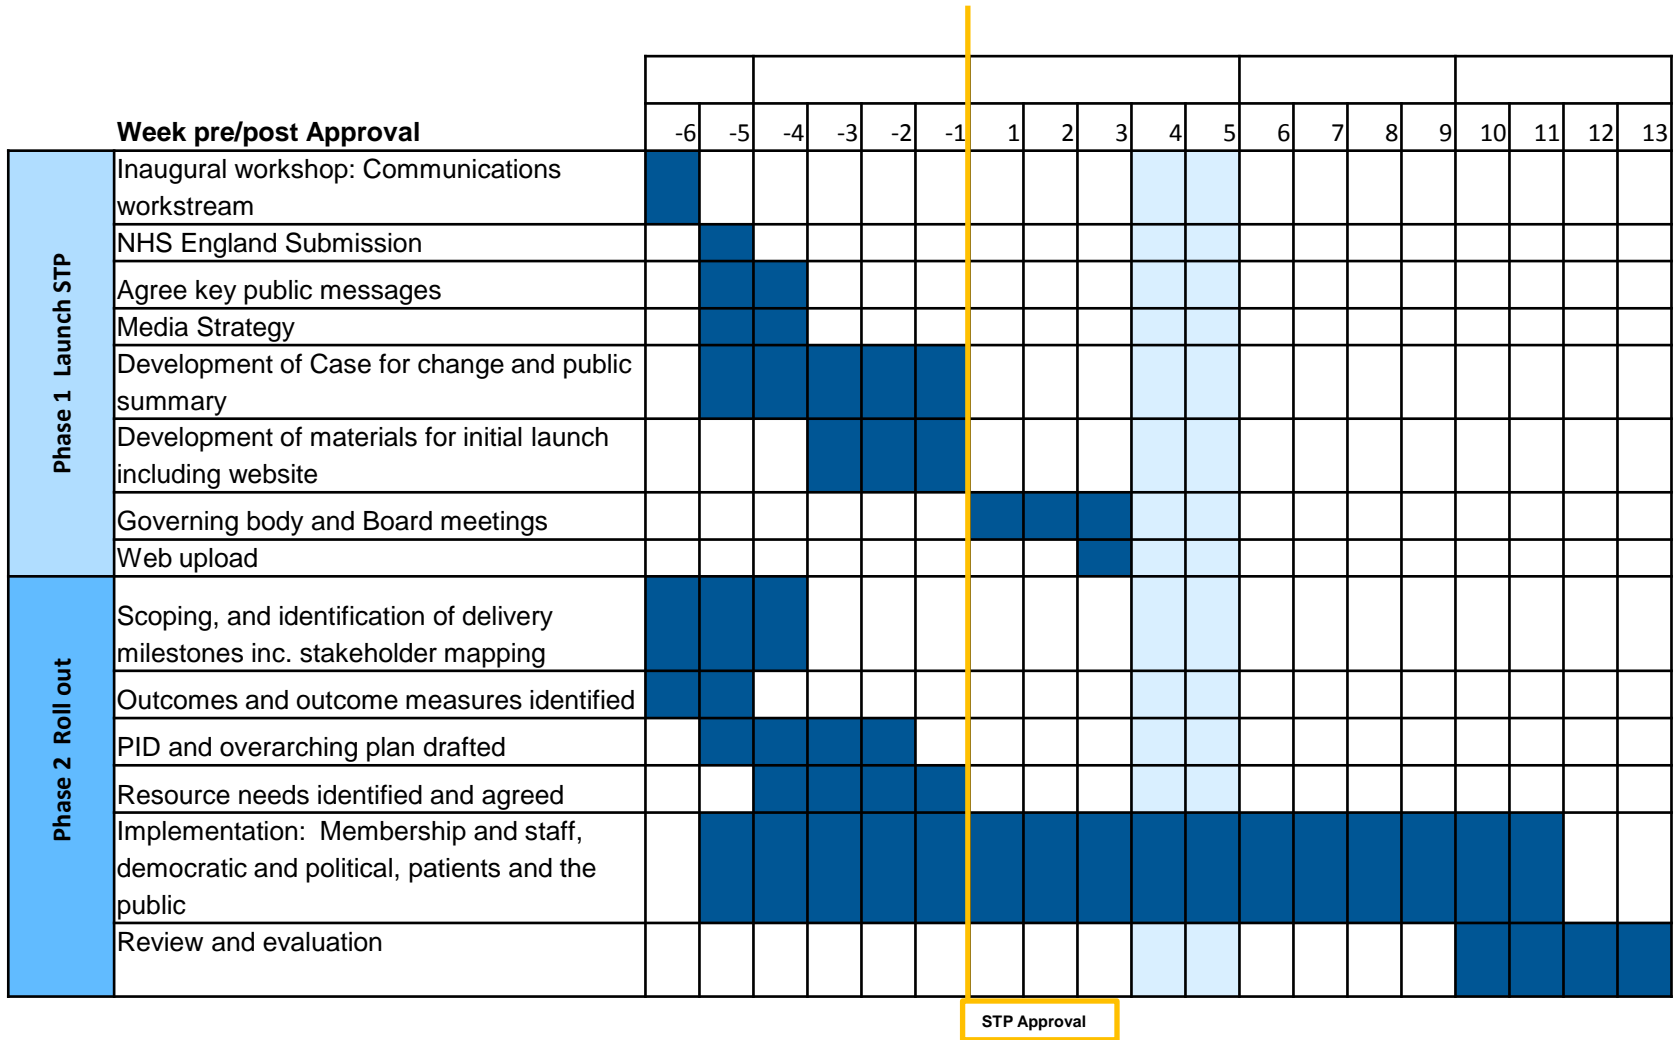 Week pre/post Approval -6 -5 -4 -3 -2 -1 1 2 3 4 5 6 7 8 9 10 11 12 13
Phase 1 Launch STP
Inaugural workshop: Communications
workstream
NHS England Submission
Agree key public messages
Media Strategy
Development of Case for change and public
summary
Development of materials for initial launch
including website
Governing body and Board meetings
Web upload
Phase 2 Roll out
Scoping, and identification of delivery
milestones inc. stakeholder mapping
Outcomes and outcome measures identified
PID and overarching plan drafted
Resource needs identified and agreed
Implementation: Membership and staff,
democratic and political, patients and the
public
Review and evaluation
STP Approval